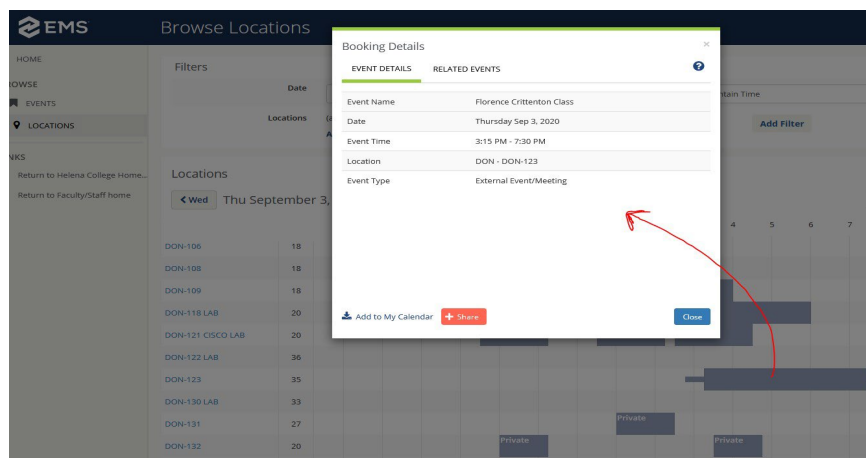 EMS
Browse Locations
HOME
BROWSE
EVENTS
LOCATIONS
Return to Helena College Home...
Return to Faculty/Staff home
Filters
Date
Locations
Add Filter
Locations
Wed Thu September 3,
4 5 6 7
DON-106 18
DON-108 18
DON-109 18
DON-118 LAB 20
DON-121 CISCO LAB 20
DON-122 LAB 36
DON-123 35
DON-130 LAB 33
DON-131 27 Private
DON-132 20 Private Private
Booking Details ×
EVENT DETAILS RELATED EVENTS ?
Event Name Florence Crittenton Class
Date Thursday Sep 3, 2020
Event Time 3:15 PM - 7:30 PM
Location DON - DON-123
Event Type External Event/Meeting
Add to My Calendar + Share Close